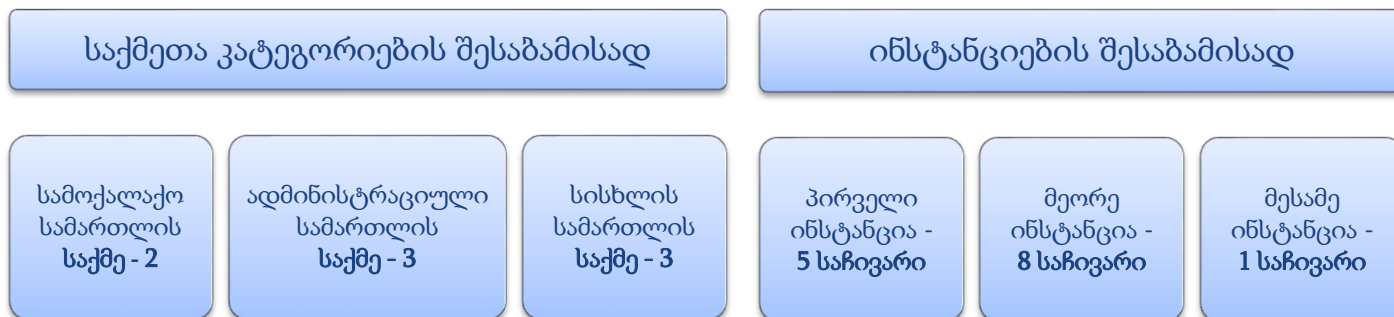 საქმეთა კატეგორიების შესაბამისად
სამოქალაქო
სამართლის
საქმე - 2
ადმინისტრაციული
სამართლის
საქმე - 3
სისხლის
სამართლის
საქმე - 3
ინსტანციების შესაბამისად
პირველი
ინსტანცია -
5 საჩივარი
მეორე
ინსტანცია -
8 საჩივარი
მესამე
ინსტანცია -
1 საჩივარი